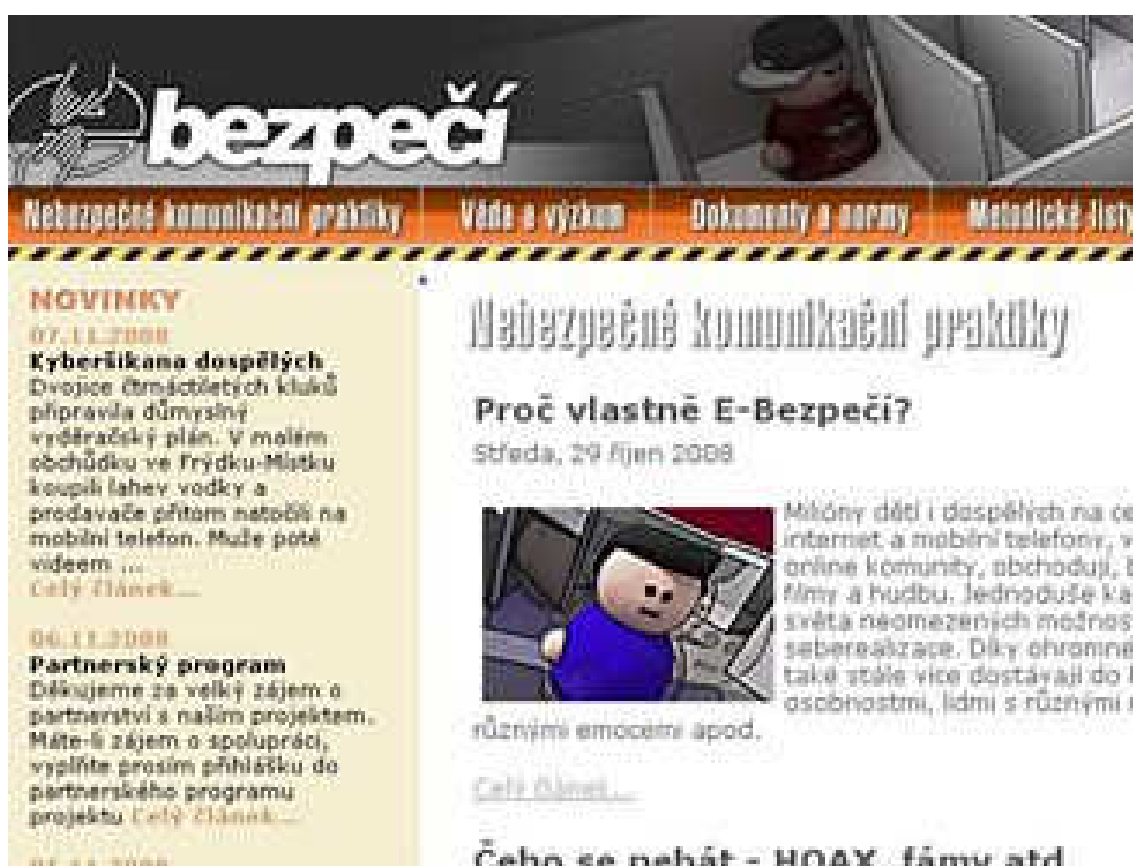 bezpečí
Nebezpečné komunikační praktiky
Věda a výzkum
Dokumenty a normy
Metodické listy
NOVINKY
07.11.2008
Kyberšikana dospělých
Dvojice čtrnáctiletých kluků
připravila důmyslný
vyděračský plán. V malém
obchůdku ve Frýdku-Místku
koupili lahev vodky a
prodavače přitom natočili na
mobilní telefon. Muže poté
videem ...
Celý článek...
06.11.2008
Partnerský program
Děkujeme za velký zájem o
partnerství s naším projektem.
Máte-li zájem o spolupráci,
vyplňte prosím přihlášku do
partnerského programu
projektu Celý článek...
Nebezpečné komunikační praktiky
Proč vlastně E-Bezpečí?
Středa, 29 říjen 2008
Milióny dětí i dospělých na ce
internet a mobilní telefony, v
online komunity, obchodují,
filmy a hudbu. Jednoduše ka
světa neomezených možnos
seberealizace. Díky ohromné
také stále více dostávají do
osobnostmi, lidmi s různými
různými emocemi apod.
Celý článek...
Čeho se nebát - HOAX, fámy atd